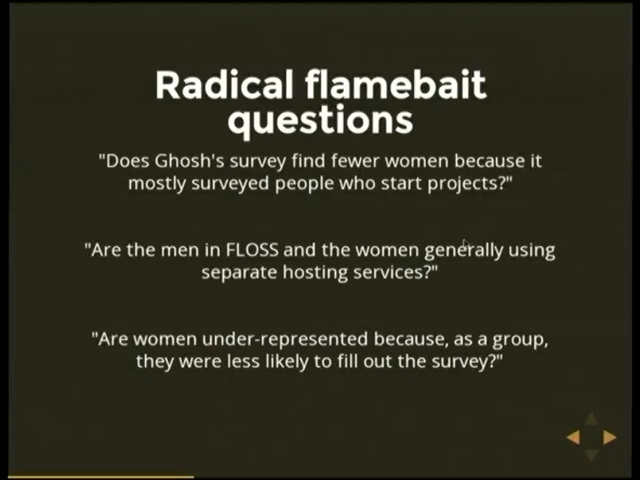 Radical flamebait
questions
"Does Ghosh's survey find fewer women because it
mostly surveyed people who start projects?"
"Are the men in FLOSS and the women generally using
separate hosting services?"
"Are women under-represented because, as a group,
they were less likely to fill out the survey?"